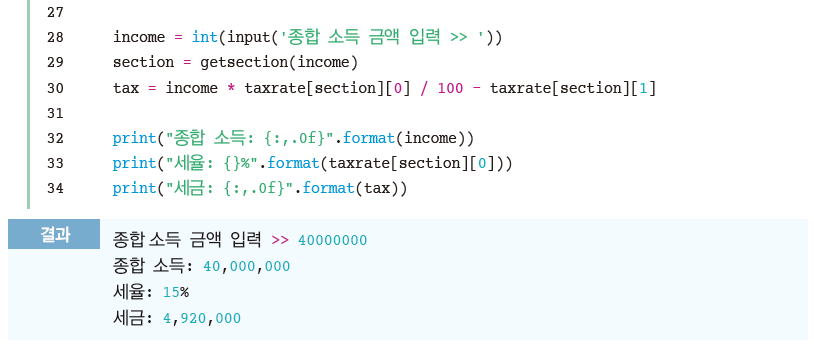 27
28 income = int(input('종합 소득 금액 입력 >> '))
29 section = getsection(income)
30 tax = income * taxrate[section][0] / 100 - taxrate[section][1]
31
32 print("종합 소득: {:,.0f}".format(income))
33 print("세율: {}%".format(taxrate[section][0]))
34 print("세금: {:,.0f}".format(tax))
결과
종합 소득 금액 입력 >> 40000000
종합 소득: 40,000,000
세율: 15%
세금: 4,920,000